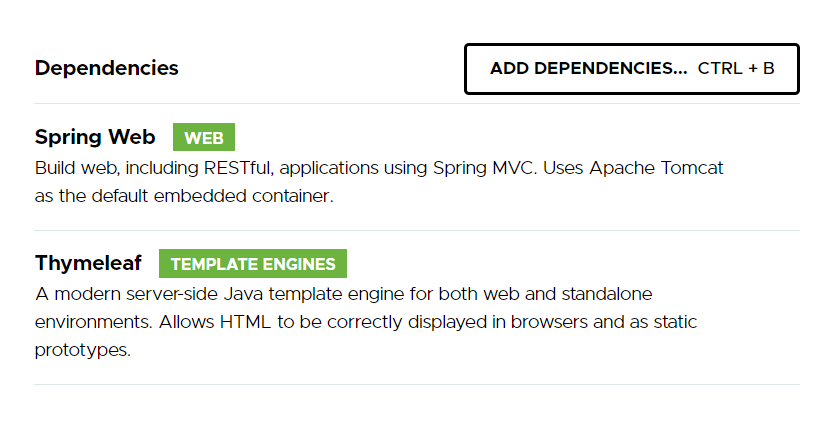 Dependencies
ADD DEPENDENCIES... CTRL + B
Spring Web WEB
Build web, including RESTful, applications using Spring MVC. Uses Apache Tomcat
as the default embedded container.
Thymeleaf TEMPLATE ENGINES
A modern server-side Java template engine for both web and standalone
environments. Allows HTML to be correctly displayed in browsers and as static
prototypes.